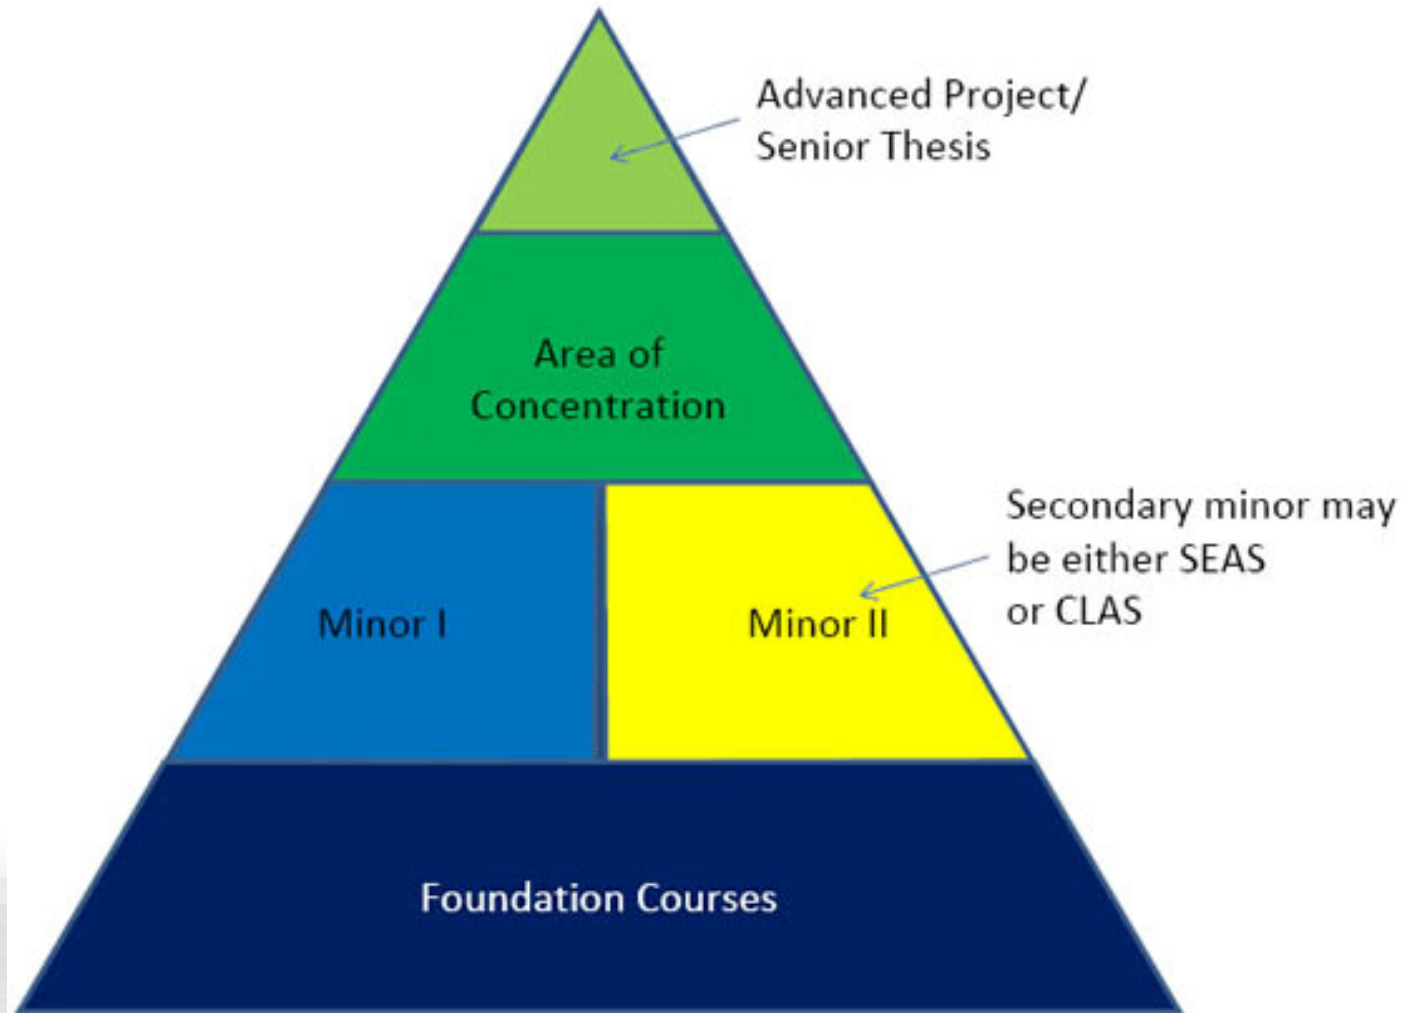 Advanced Project/
Senior Thesis
Area of
Concentration
Secondary minor may
be either SEAS
or CLAS
Minor I
Minor II
Foundation Courses